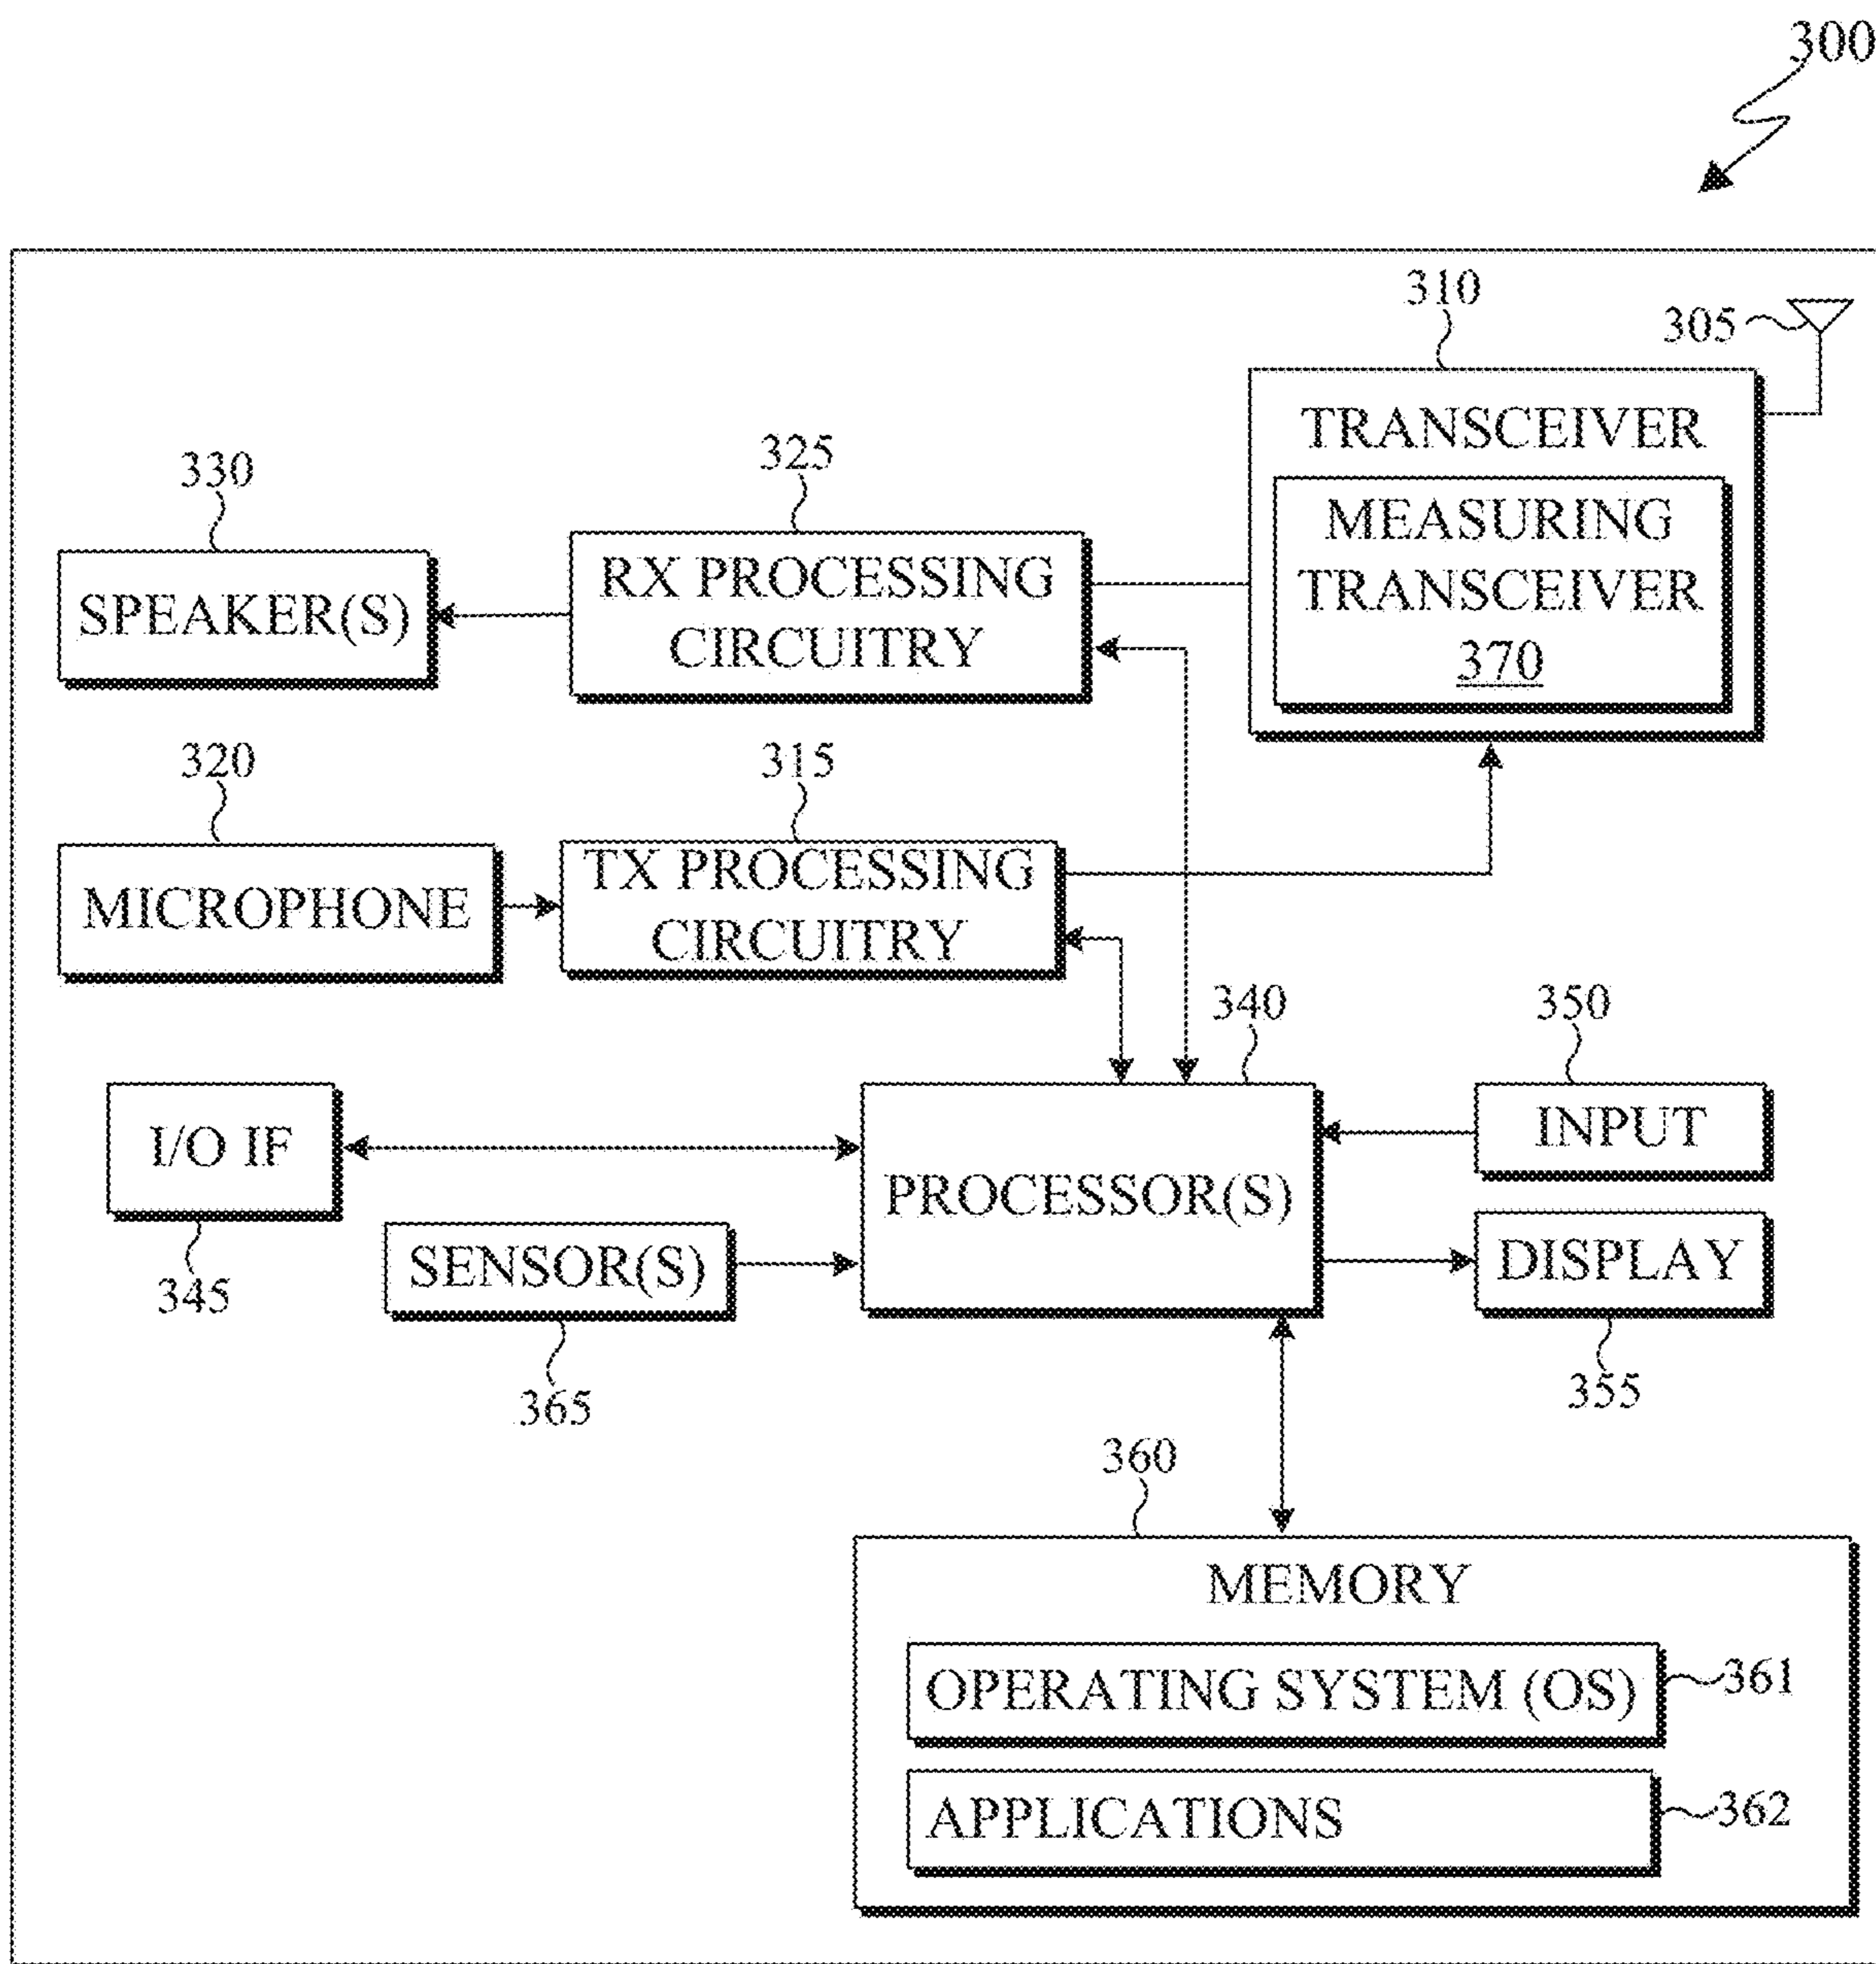 300
310
305
TRANSCEIVER
MEASURING
TRANSCEIVER
370
325
RX PROCESSING
CIRCUITRY
330
SPEAKER(S)
320
MICROPHONE
315
TX PROCESSING
CIRCUITRY
340
PROCESSOR(S)
350
INPUT
I/O IF
345
SENSOR(S)
365
DISPLAY
355
360
MEMORY
OPERATING SYSTEM (OS)
361
APPLICATIONS
362